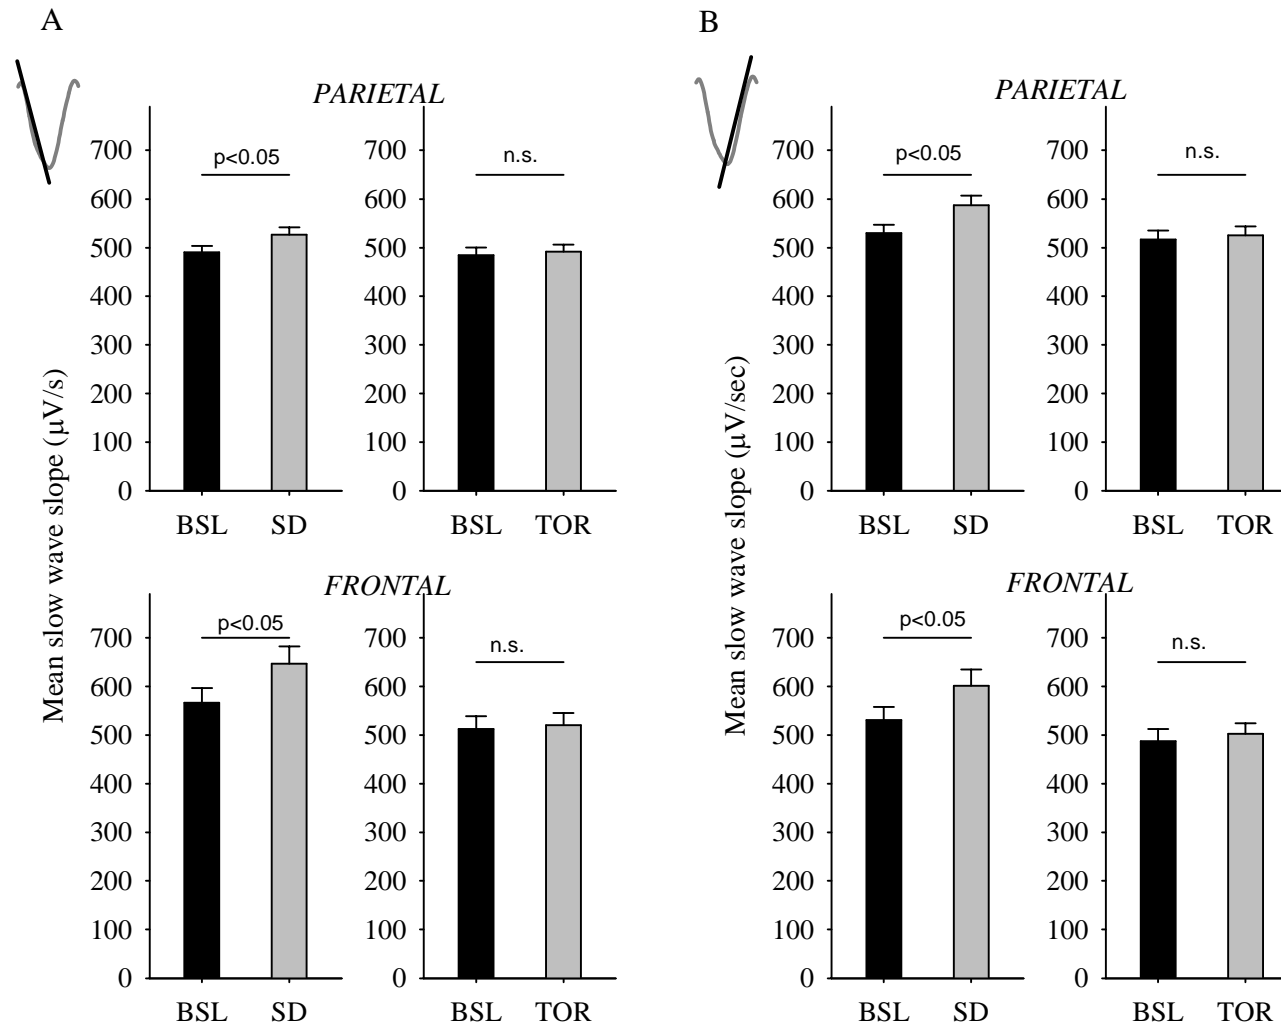 A
B
PARIETAL
PARIETAL
Mean slow wave slope (µV/s)
700
600
500
400
300
200
100
0
p<0.05
BSL SD
700
600
500
400
300
200
100
0
n.s.
BSL TOR
Mean slow wave slope (µV/sec)
700
600
500
400
300
200
100
0
p<0.05
BSL SD
700
600
500
400
300
200
100
0
n.s.
BSL TOR
FRONTAL
FRONTAL
700
600
500
400
300
200
100
0
p<0.05
BSL SD
700
600
500
400
300
200
100
0
n.s.
BSL TOR
700
600
500
400
300
200
100
0
p<0.05
BSL SD
700
600
500
400
300
200
100
0
n.s.
BSL TOR